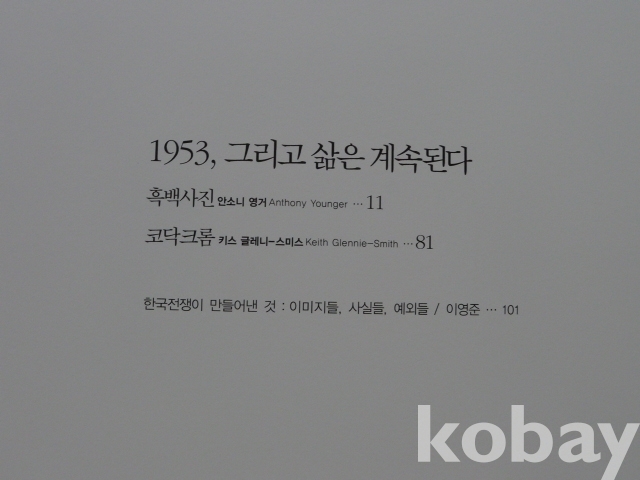 1953, 그리고 삶은 계속된다
흑백사진 안소니 영거 Anthony Younger ··· 11
코닥크롬 키스 글레니-스미스 Keith Glennie-Smith ··· 81
한국전쟁이 만들어낸 것 : 이미지들, 사실들, 예외들 / 이영준 ··· 101
kobay